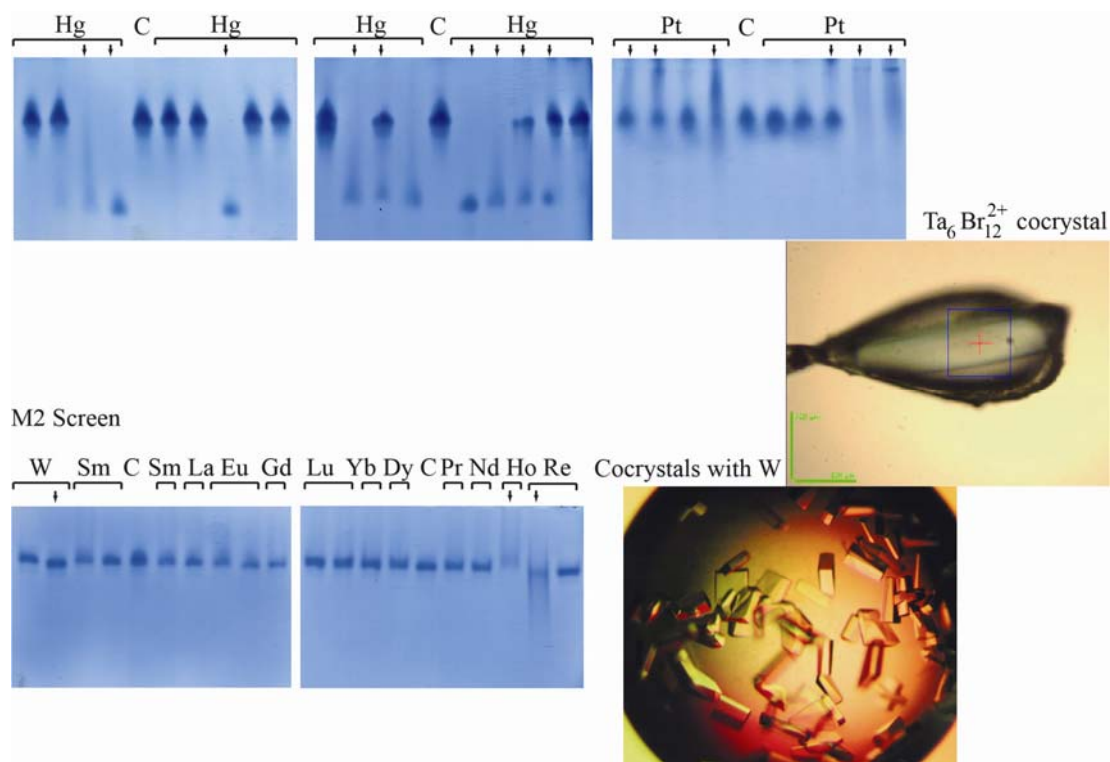 Hg C Hg Hg C Hg Pt C Pt
Ta6 Br12 2+ cocrystal
M2 Screen
W Sm C Sm La Eu Gd Lu Yb Dy C Pr Nd Ho Re
Cocrystals with W